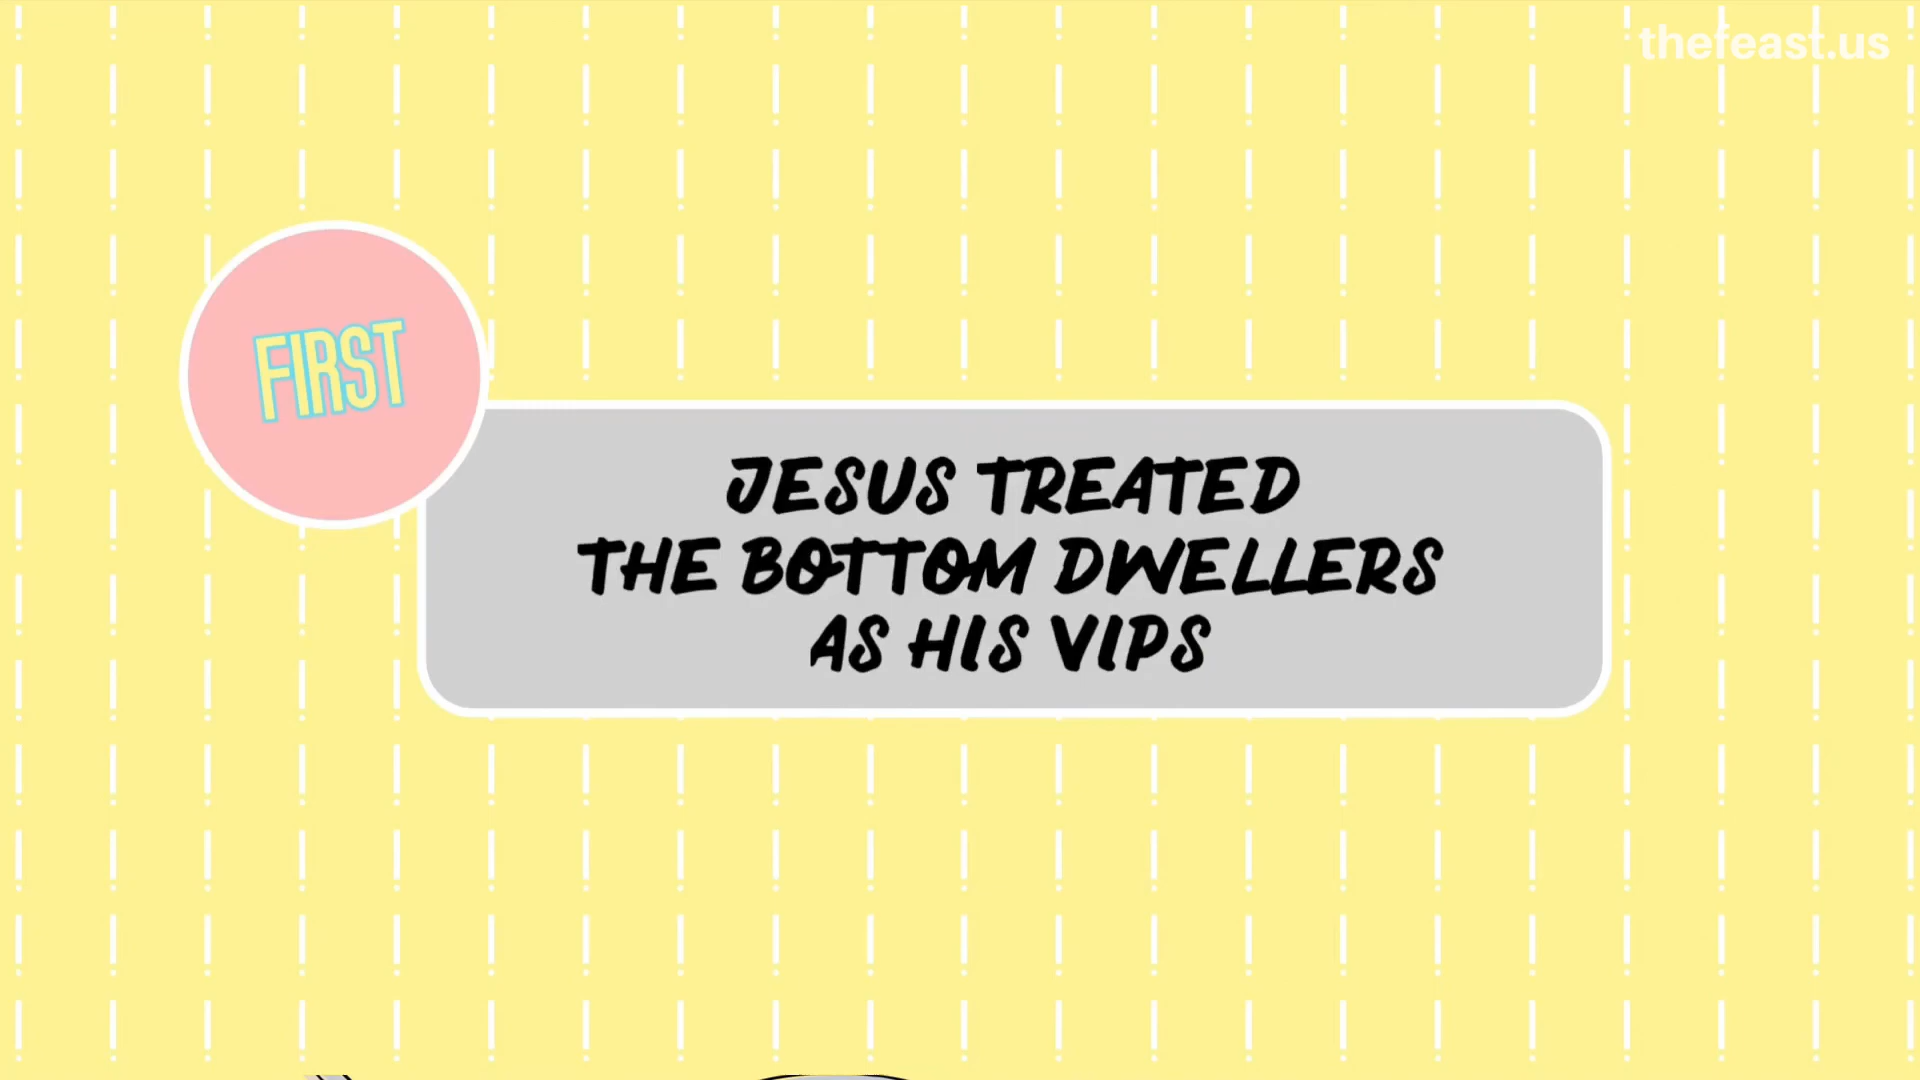 thefeast.us
FIRST
JESUS TREATED
THE BOTTOM DWELLERS
AS HIS VIPS